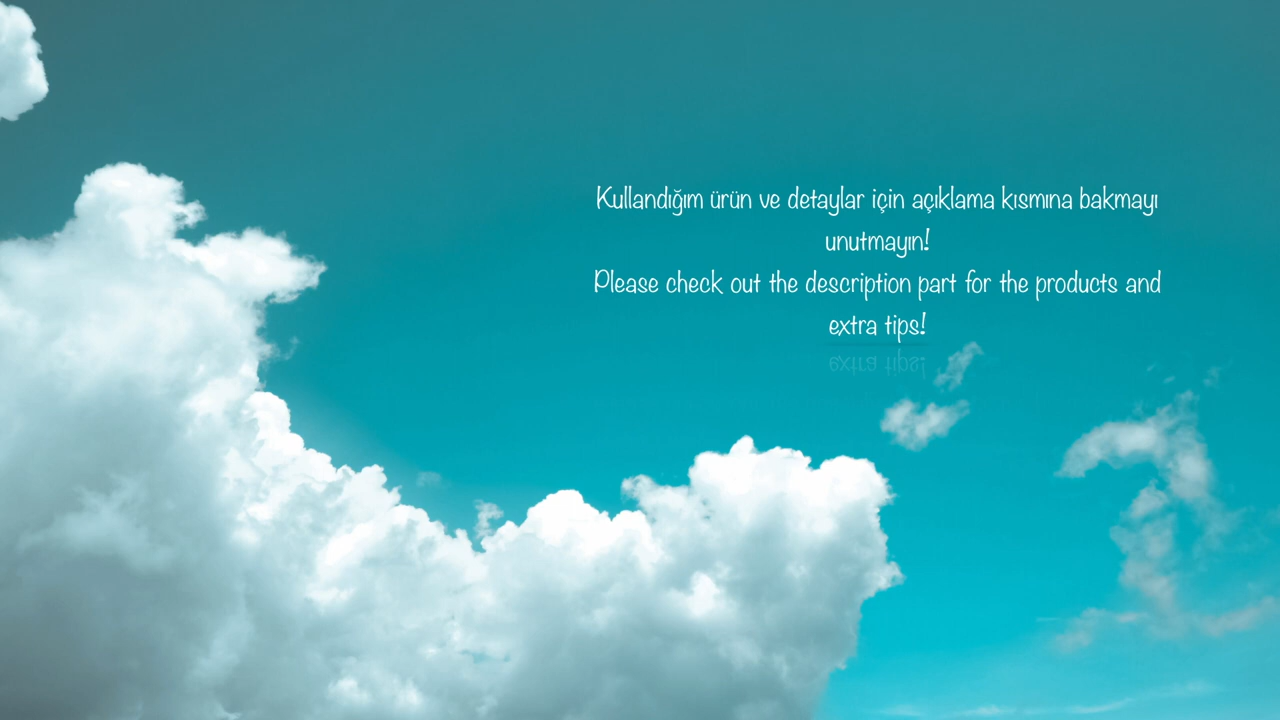 Kullandığım ürün ve detaylar için açıklama kısmına bakmayı
unutmayın!
Please check out the description part for the products and
extra tips!